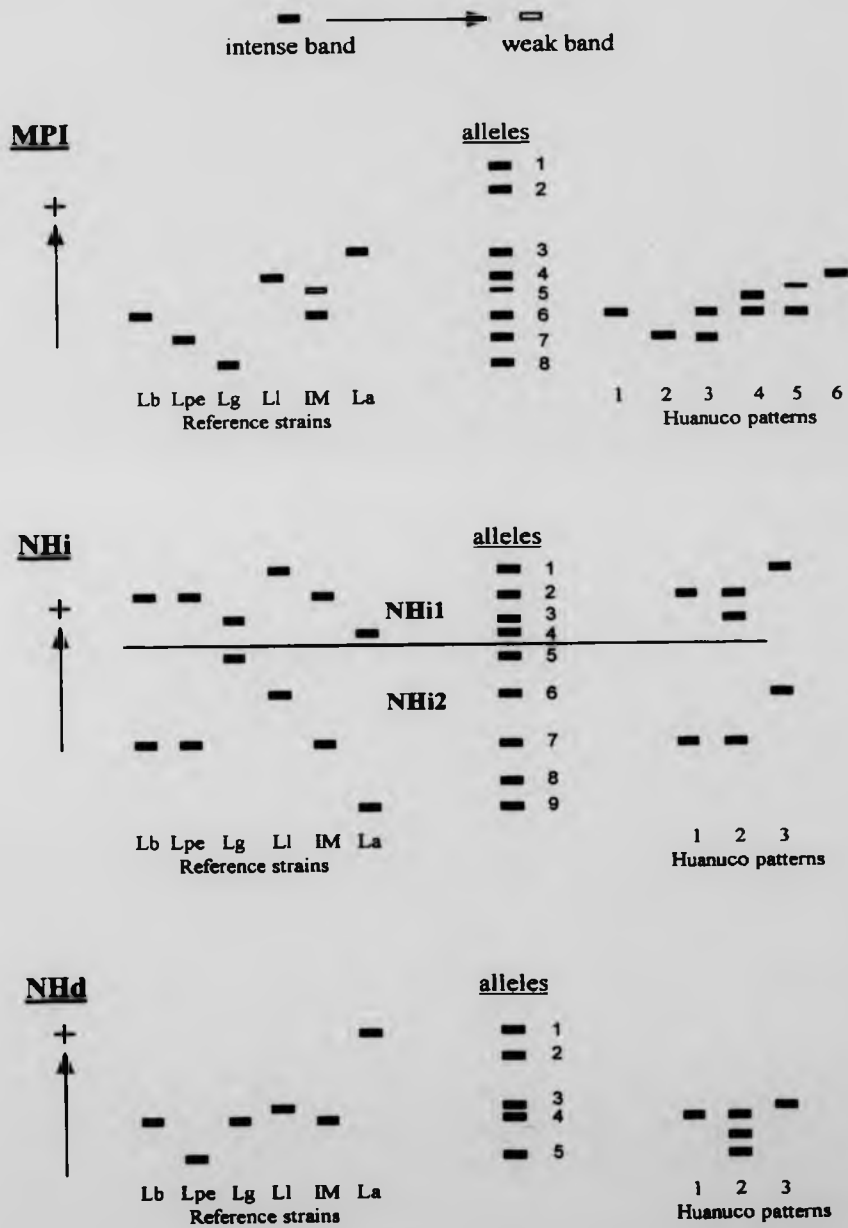 intense band weak band
MPI
alleles
+
1
2
3
4
5
6
7
8
Lb Lpe Lg Ll IM La
Reference strains
1 2 3 4 5 6
Huanuco patterns
NHi
alleles
+
1
2
3
4
5
6
7
8
9
NHi1
NHi2
Lb Lpe Lg Ll IM La
Reference strains
1 2 3
Huanuco patterns
NHd
alleles
+
1
2
3
4
5
Lb Lpe Lg Ll IM La
Reference strains
1 2 3
Huanuco patterns